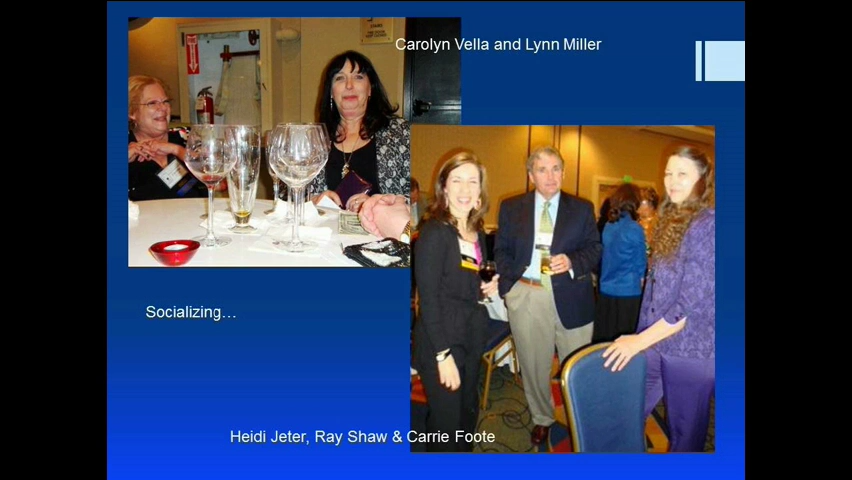 Carolyn Vella and Lynn Miller
Socializing…
Heidi Jeter, Ray Shaw & Carrie Foote